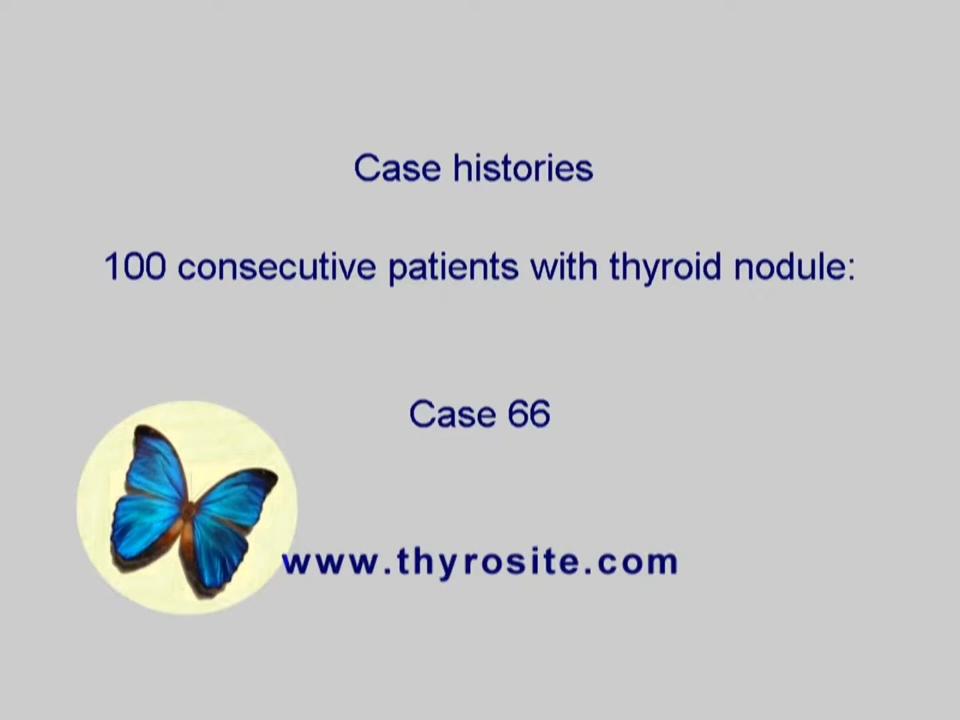 Case histories
100 consecutive patients with thyroid nodule:
Case 66
www.thyrosite.com